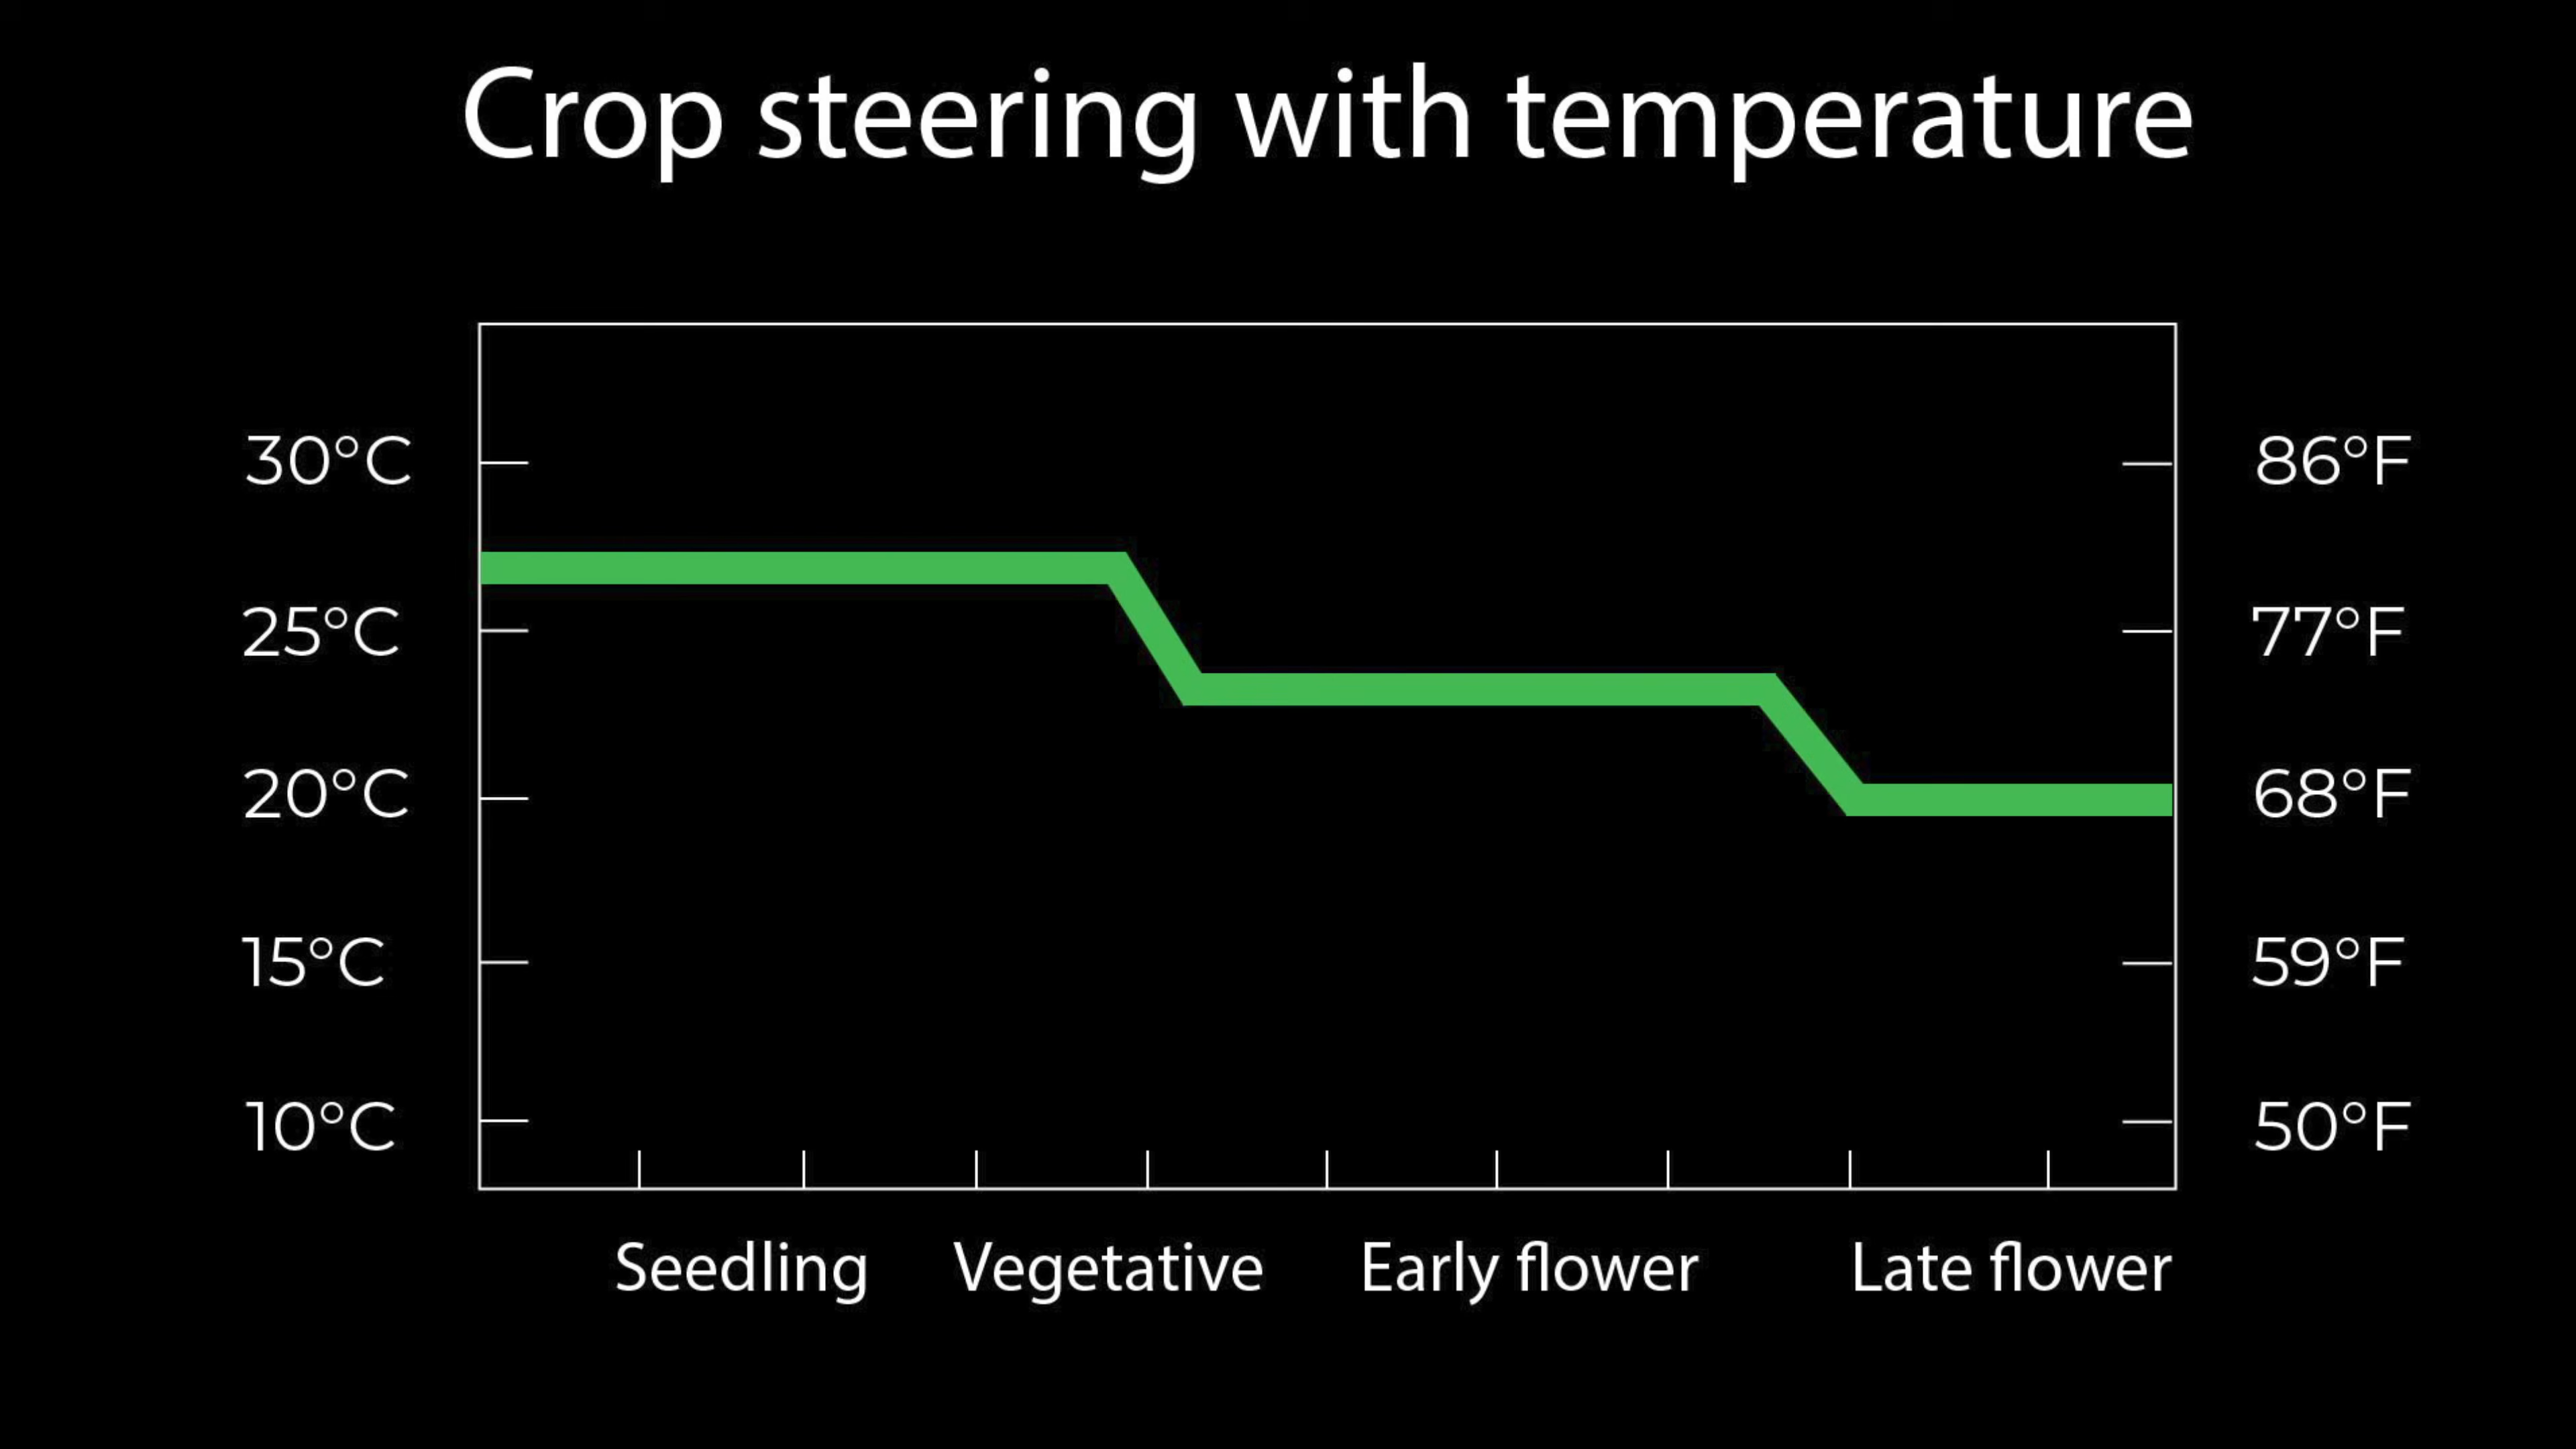 Crop steering with temperature
30°C
86°F
25°C
77°F
20°C
68°F
15°C
59°F
10°C
50°F
Seedling
Vegetative
Early flower
Late flower